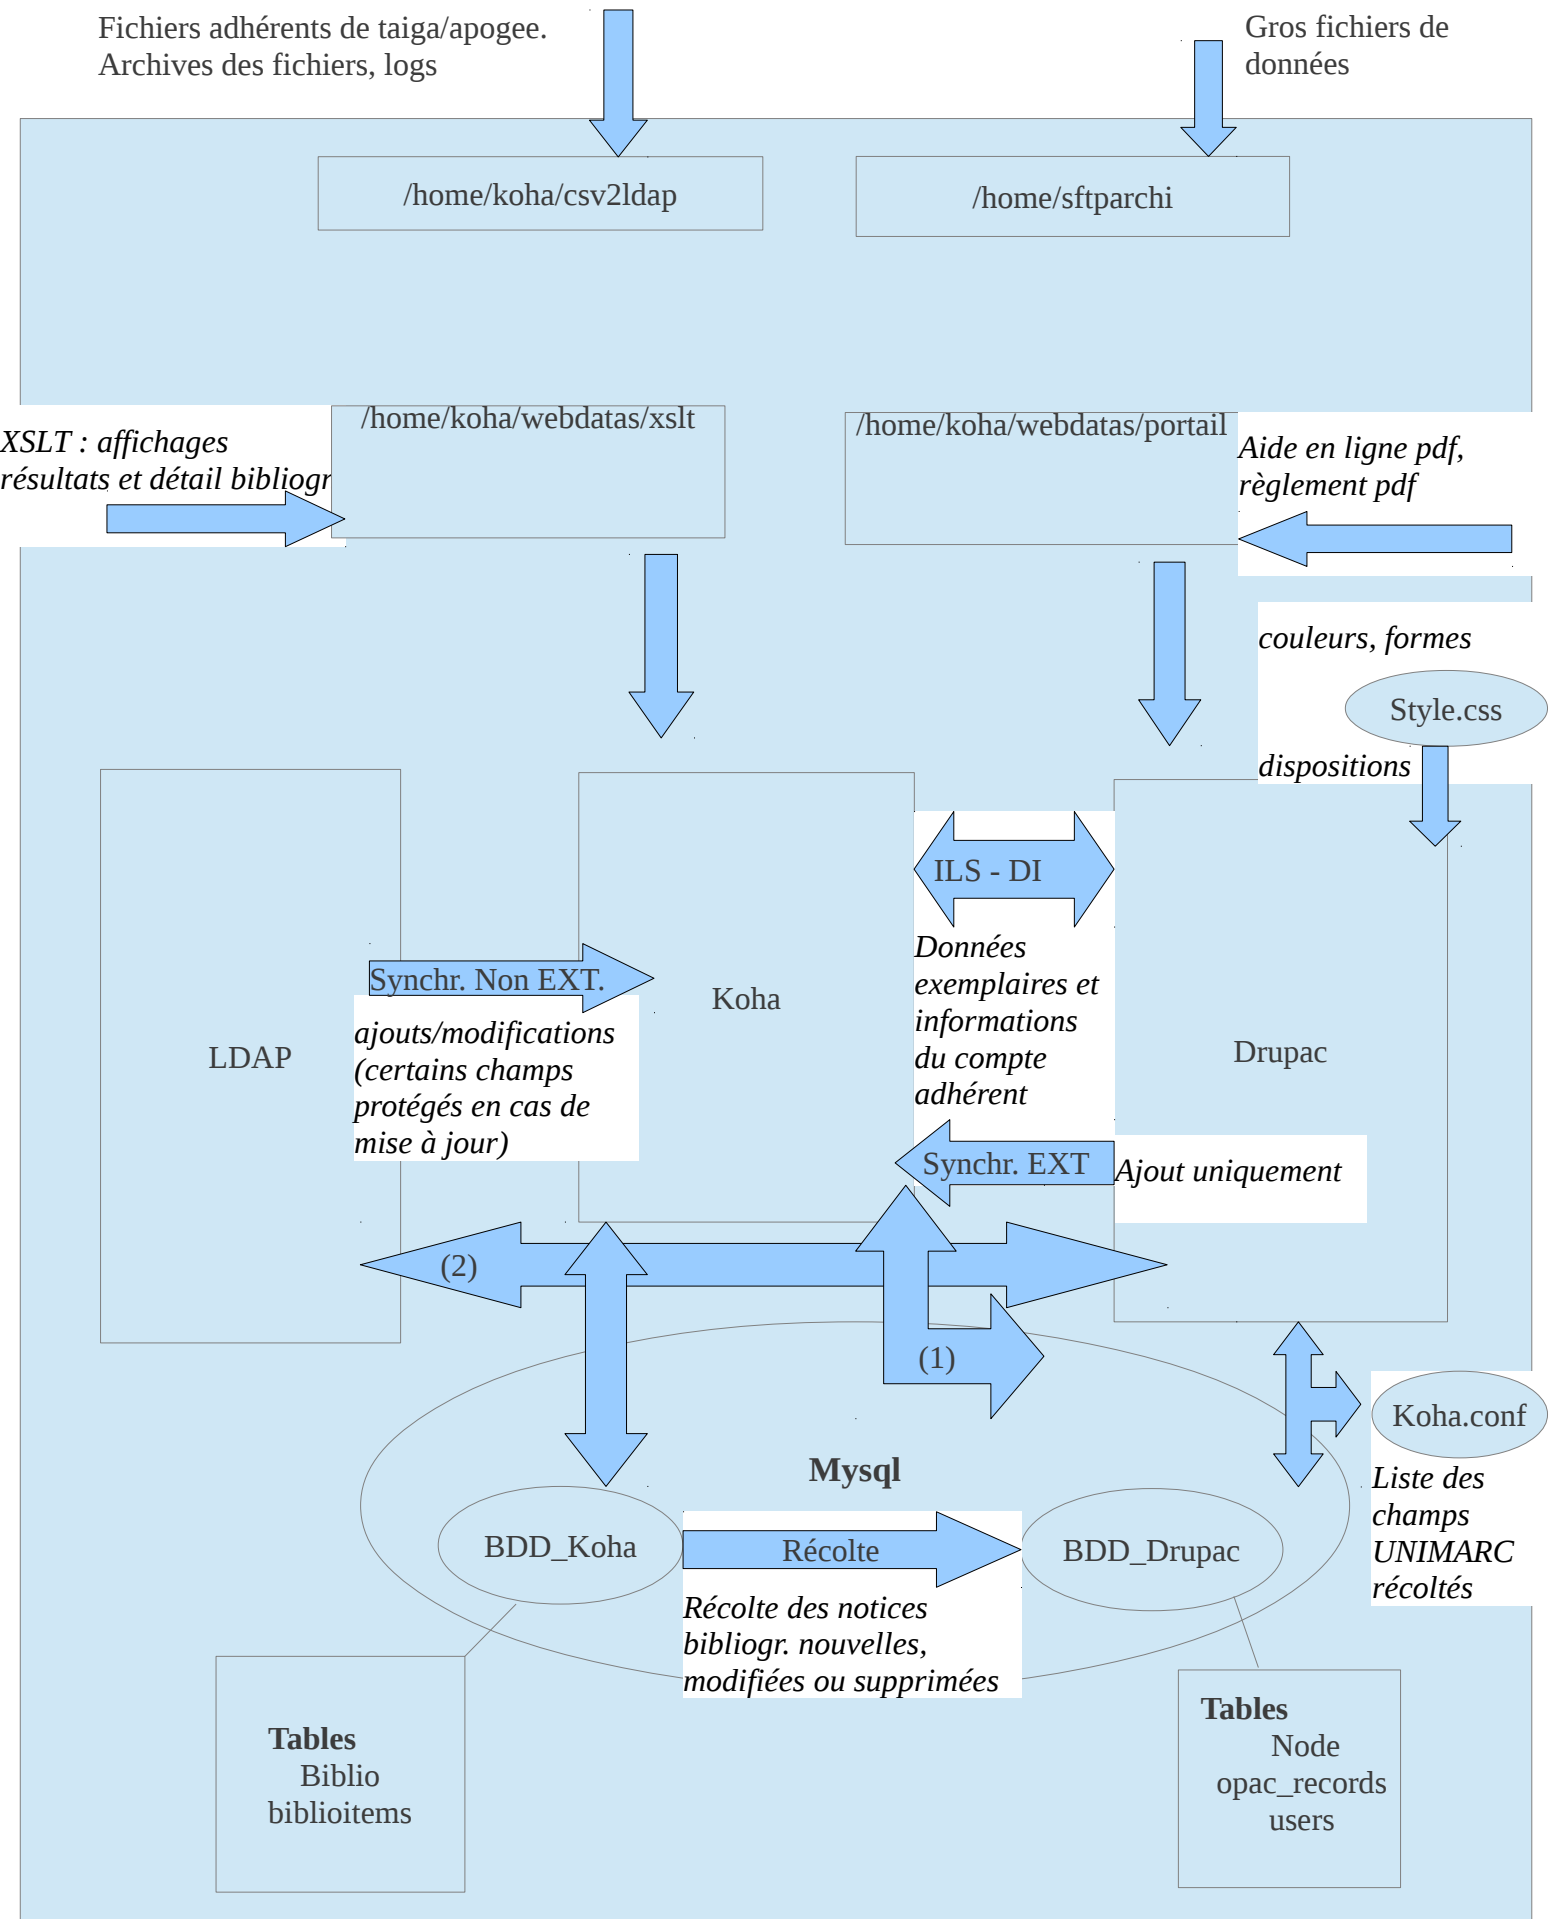 Fichiers adhérents de taiga/apogee.
Archives des fichiers, logs
Gros fichiers de
données
/home/koha/csv2ldap
/home/sftparchi
/home/koha/webdatas/xslt
/home/koha/webdatas/portail
XSLT : affichages
résultats et détail bibliogr
Aide en ligne pdf,
règlement pdf
couleurs, formes
Style.css
dispositions
ILS - DI
Données
exemplaires et
informations
du compte
adhérent
Synchr. Non EXT.
Koha
ajouts/modifications
(certains champs
protégés en cas de
mise à jour)
LDAP
Drupac
Synchr. EXT
Ajout uniquement
(2)
(1)
Koha.conf
Mysql
Liste des
champs
UNIMARC
récoltés
BDD_Koha
Récolte
BDD_Drupac
Récolte des notices
bibliogr. nouvelles,
modifiées ou supprimées
Tables
Biblio
biblioitems
Tables
Node
opac_records
users